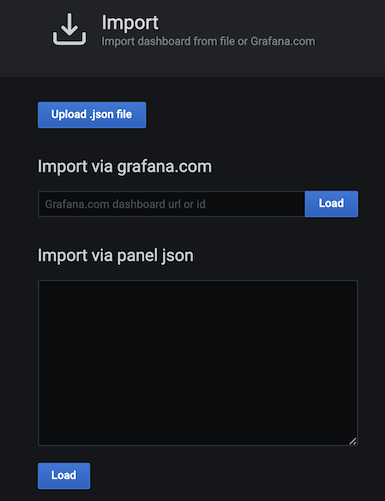 Import
Import dashboard from file or Grafana.com
Upload .json file
Import via grafana.com
Grafana.com dashboard url or id
Load
Import via panel json
Load